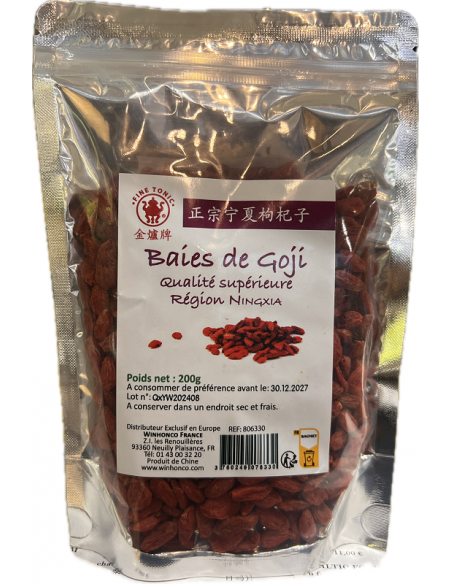 FINE TONIC
®
金爐牌
正宗宁夏枸杞子
Baies de Goji
Qualité supérieure
Région NINGXIA
Poids net : 200g
A consommer de préférence avant le: 30.12.2027
Lot n°: QxYW202408
A conserver dans un endroit sec et frais.
Distributeur Exclusif en Europe
REF: 806330
WINHONCO FRANCE
Z.I. les Renouillères
93360 Neuilly Plaisance, FR
Tél: 01 43 00 32 20
Produit de Chine
www.winhonco.com
SACHET